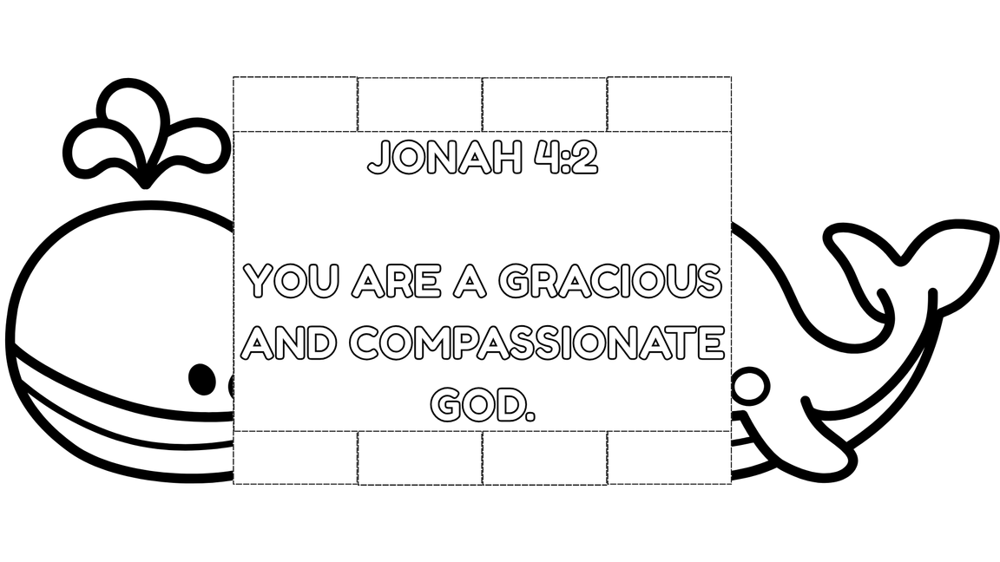 JONAH 4:2
YOU ARE A GRACIOUS
AND COMPASSIONATE
GOD.